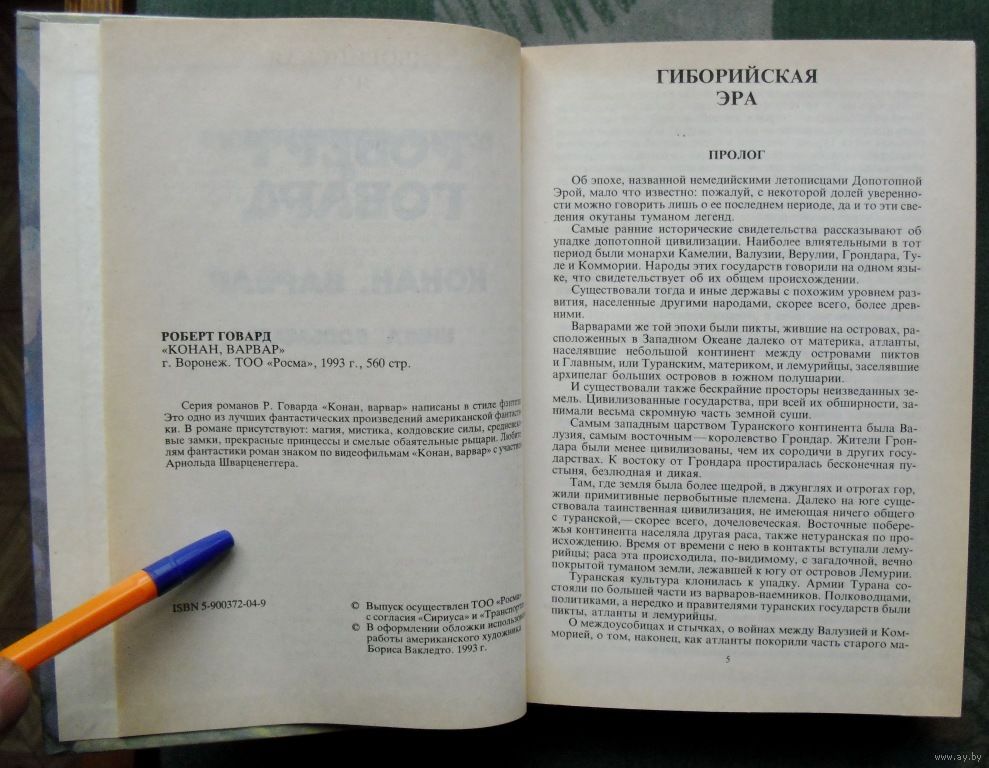 РОБЕРТ ГОВАРД
«КОНАН, ВАРВАР»
г. Воронеж. ТОО «Росма», 1993 г., 560 стр.
Серия романов Р. Говарда «Конан, варвар» написаны в стиле фэнтези.
Это одно из лучших фантастических произведений американской фантасти-
ки. В романе присутствуют: магия, мистика, колдовские силы, средневеко-
вые замки, прекрасные принцессы и смелые обаятельные рыцари. Любите-
лям фантастики роман знаком по видеофильмам «Конан, варвар» с участием
Арнольда Шварценеггера.
ISBN 5-900372-04-9
© Выпуск осуществлен ТОО «Росма»
с согласия «Сириуса» и
© В оформлении обложки
работы американского художника
Бориса Вакледто. 1993 г.
ГИБОРИЙСКАЯ
ЭРА
ПРОЛОГ
Об эпохе, названной немедийскими летописцами Допотопной
Эрой, мало что известно: пожалуй, с некоторой долей уверенно-
сти можно говорить лишь о ее последнем периоде, да и то эти све-
дения окутаны туманом легенд.
Самые ранние исторические свидетельства рассказывают об
упадке допотопной цивилизации. Наиболее влиятельными в тот
период были монархи Камелии, Валузии, Верулии, Грондара, Ту-
ле и Коммории. Народы этих государств говорили на одном язы-
ке, что свидетельствует об их общем происхождении.
Существовали тогда и иные державы с похожим уровнем раз-
вития, населенные другими народами, скорее всего, более древ-
ними.
Варварами же той эпохи были пикты, жившие на островах, рас-
положенных в Западном Океане далеко от материка, атланты,
населявшие небольшой континент между островами пиктов
и Главным, или Туранским, материком, и лемурийцы, заселявшие
архипелаг больших островов в южном полушарии.
И существовали также бескрайние просторы неизведанных зе-
мель. Цивилизованные государства, при всей их обширности, за-
нимали весьма скромную часть земной суши.
Самым западным царством Туранского континента была Ва-
лузия, самым восточным — королевство Грондар. Жители Грон-
дара были менее цивилизованы, чем их сородичи в других госу-
дарствах. К востоку от Грондара простиралась бесконечная пу-
стыня, безлюдная и дикая.
Там, где земля была более щедрой, в джунглях и отрогах гор,
жили примитивные первобытные племена. Далеко на юге суще-
ствовала таинственная цивилизация, не имеющая ничего общего
с туранской,— скорее всего, дочеловеческая. Восточные побере-
жья континента населяла другая раса, также нетуранская по про-
исхождению. Время от времени с нею в контакты вступали лему-
рийцы; раса эта происходила, по-видимому, с загадочной, вечно
покрытой туманом земли, лежавшей к югу от островов Лемурии.
Туранская культура клонилась к упадку. Армии Турана со-
стояли по большей части из варваров-наемников. Полководцами,
политиками, а нередко и правителями туранских государств были
пикты, атланты и лемурийцы.
О междоусобицах и стычках, о войнах между Валузией и Ком-
морией, о том, наконец, как атланты покорили часть старого ма-
5
www.ay.by